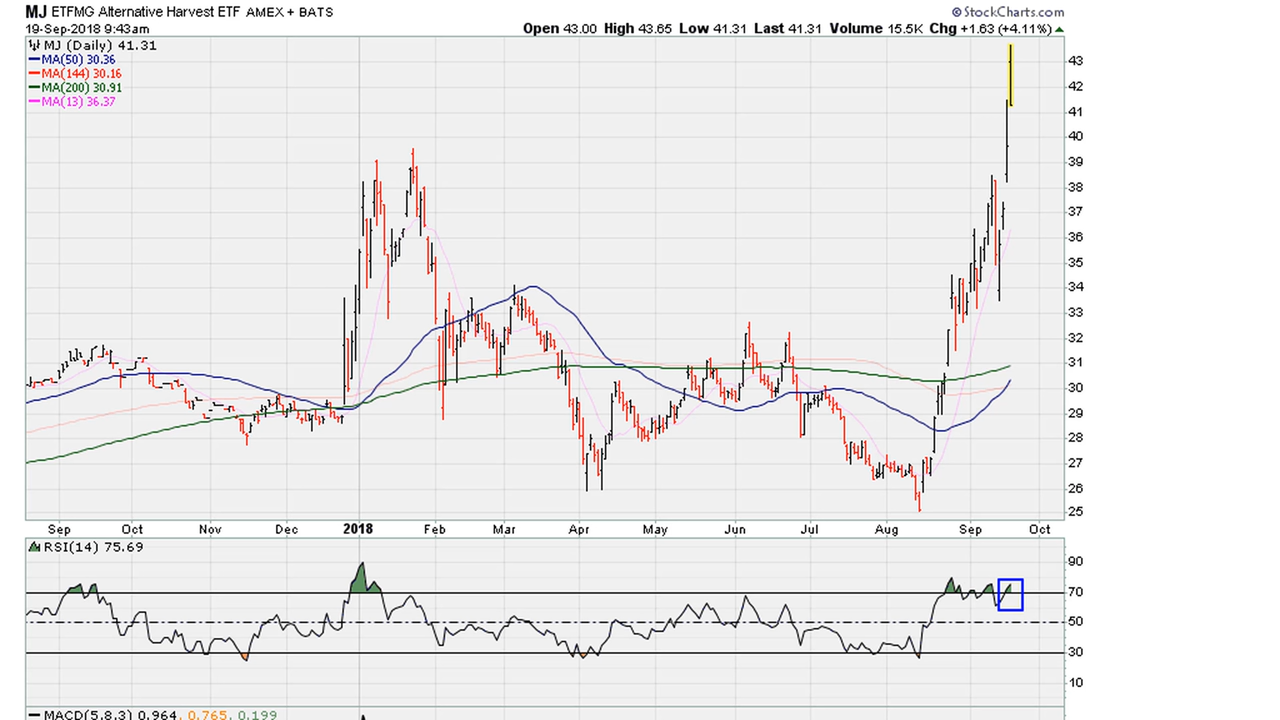 MJ ETFMG Alternative Harvest ETF AMEX + BATS
© StockCharts.com
19-Sep-2018 9:43am
Open 43.00 High 43.65 Low 41.31 Last 41.31 Volume 15.5K Chg +1.63 (+4.11%)
MJ (Daily) 41.31
MA(50) 30.36
MA(144) 30.16
MA(200) 30.91
MA(13) 36.37
43
42
41
40
39
38
37
36
35
34
33
32
31
30
29
28
27
26
25
Sep Oct Nov Dec 2018 Feb Mar Apr May Jun Jul Aug Sep Oct
RSI(14) 75.69
90
70
50
30
10
MACD(5,8,3) 0.964, 0.765, 0.199